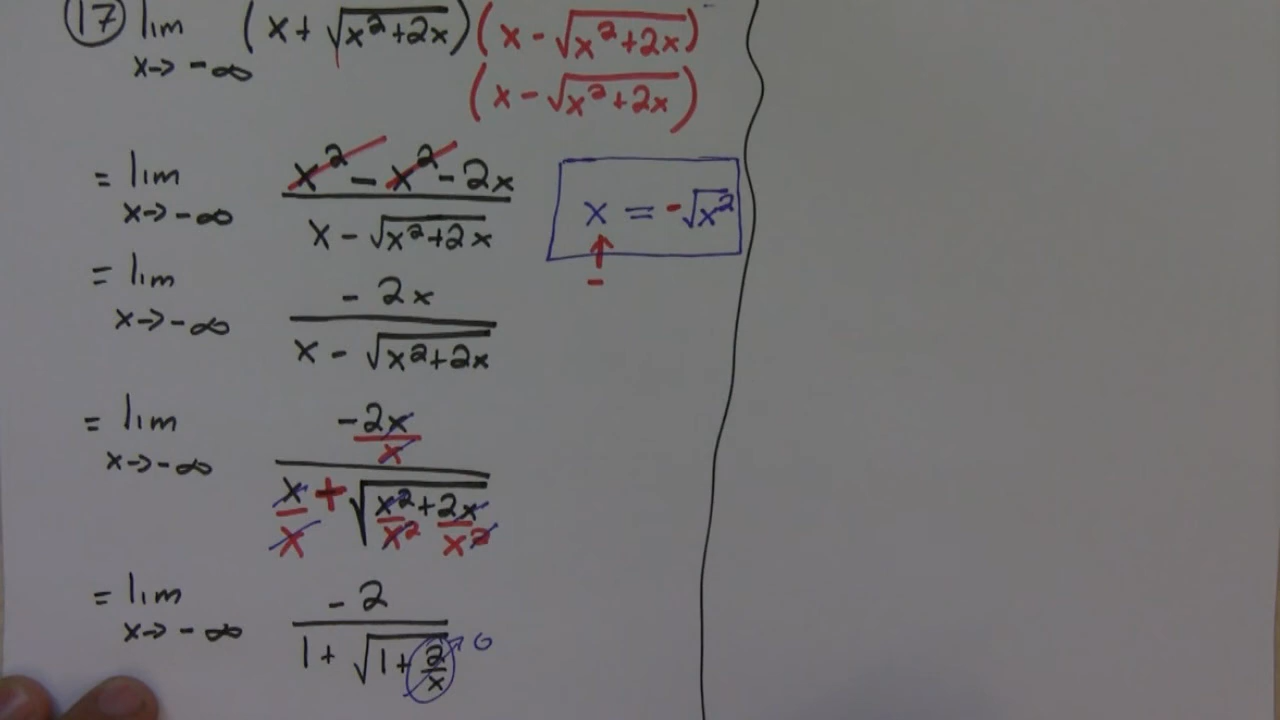 17 lim (x + √(x²+2x)) (x - √(x²+2x))
x→ -∞ (x - √(x²+2x))
= lim x² - x² - 2x
x→ -∞ x - √(x²+2x)
x = -√x²
-
= lim - 2x
x→ -∞ x - √(x²+2x)
= lim -2x/x
x→ -∞ x/x + √(x²/x² + 2x/x²)
= lim - 2
x→ -∞ 1 + √(1 + 2/x) → 0